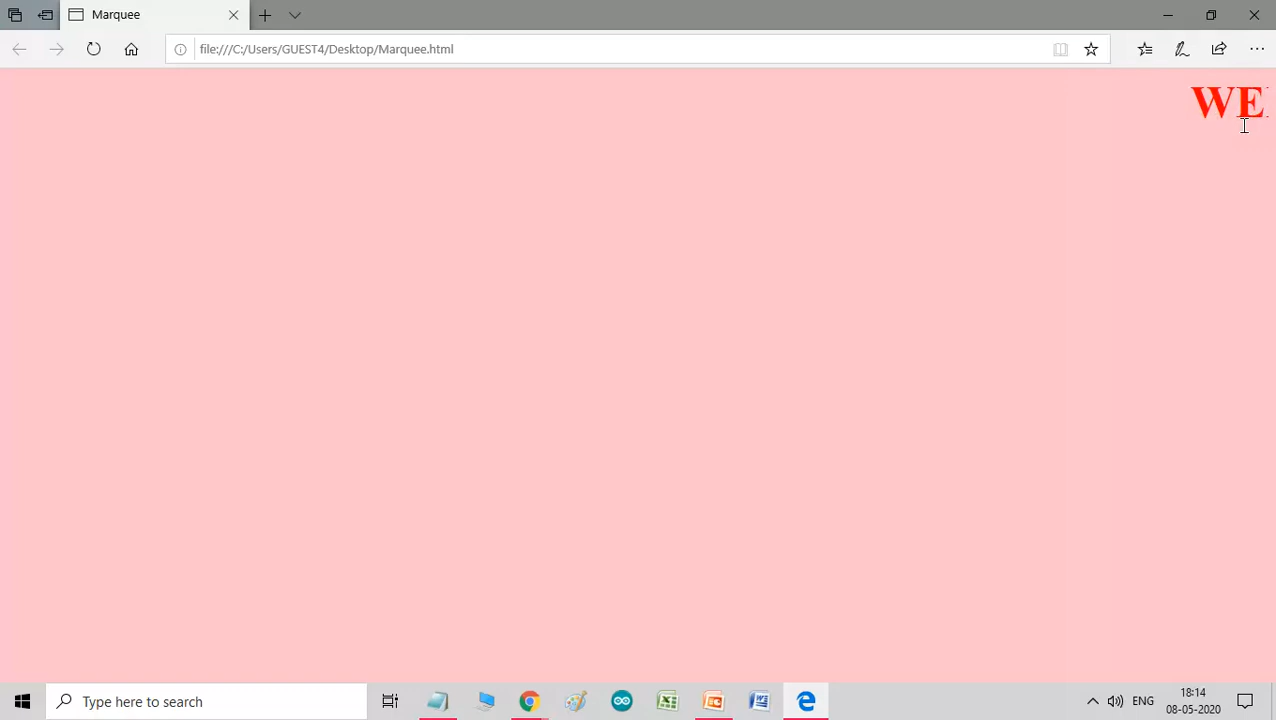 Marquee
file:///C:/Users/GUEST4/Desktop/Marquee.html
WE
Type here to search
ENG
18:14
08-05-2020